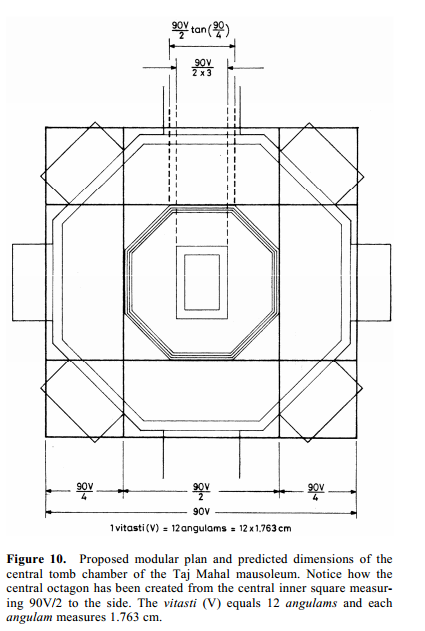 90V/2 tan(90/4)
90V/2 x 3
90V/4 90V/2 90V/4
90V
1 vitasti (V) = 12 angulams = 12 x 1.763 cm
Figure 10. Proposed modular plan and predicted dimensions of the
central tomb chamber of the Taj Mahal mausoleum. Notice how the
central octagon has been created from the central inner square measur-
ing 90V/2 to the side. The vitasti (V) equals 12 angulams and each
angulam measures 1.763 cm.